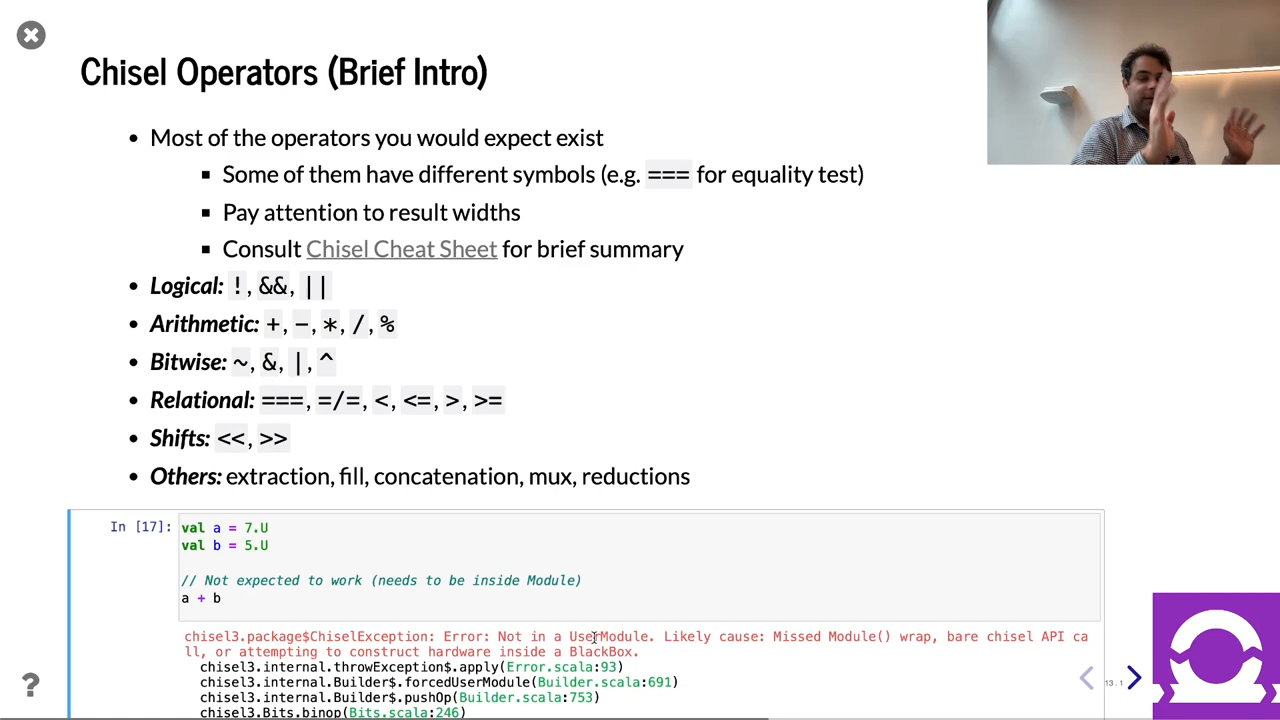 Chisel Operators (Brief Intro)
• Most of the operators you would expect exist
▪ Some of them have different symbols (e.g. === for equality test)
▪ Pay attention to result widths
▪ Consult Chisel Cheat Sheet for brief summary
• Logical: !, &&, ||
• Arithmetic: +, -, *, /, %
• Bitwise: ~, &, |, ^
• Relational: ===, =/=, <, <=, >, >=
• Shifts: <<, >>
• Others: extraction, fill, concatenation, mux, reductions
In [17]: val a = 7.U
val b = 5.U
// Not expected to work (needs to be inside Module)
a + b
chisel3.package$ChiselException: Error: Not in a UserModule. Likely cause: Missed Module() wrap, bare chisel API ca
ll, or attempting to construct hardware inside a BlackBox.
chisel3.internal.throwException$.apply(Error.scala:93)
chisel3.internal.Builder$.forcedUserModule(Builder.scala:691)
chisel3.internal.Builder$.pushOp(Builder.scala:753)
chisel3.Bits.binop(Bits.scala:246)
?
13.1